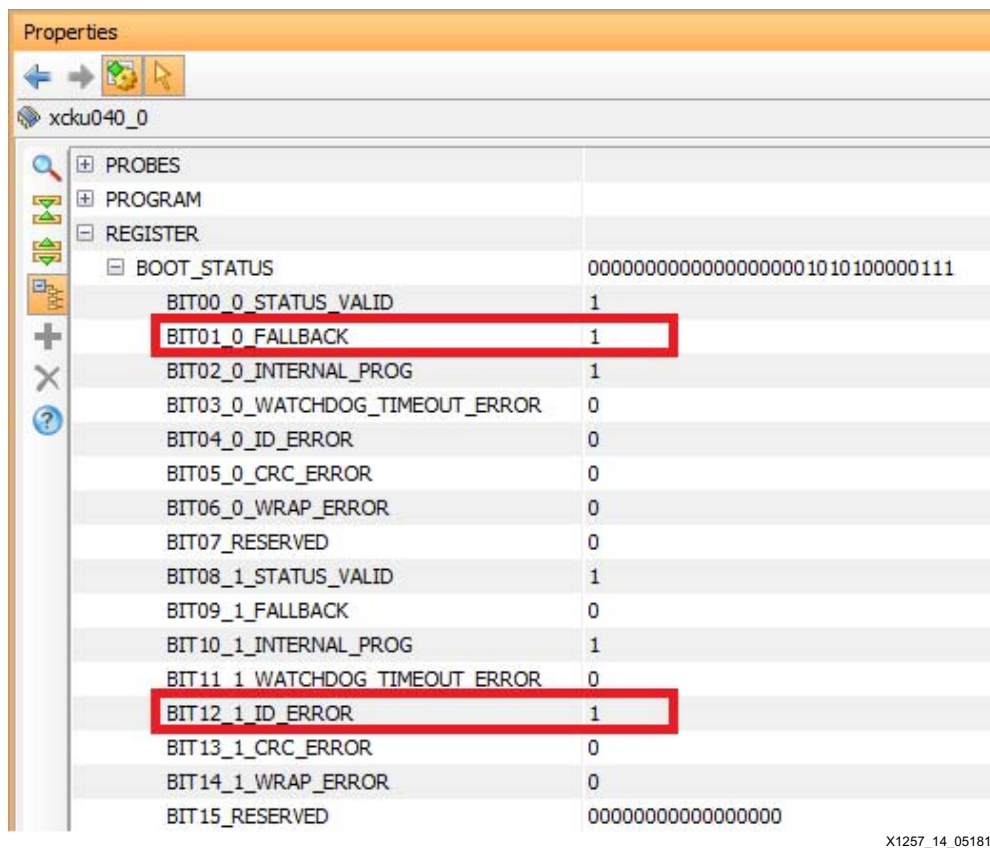 Properties
xcku040_0
PROBES
PROGRAM
REGISTER
BOOT_STATUS 00000000000000000001010100000111
BIT00_0_STATUS_VALID 1
BIT01_0_FALLBACK 1
BIT02_0_INTERNAL_PROG 1
BIT03_0_WATCHDOG_TIMEOUT_ERROR 0
BIT04_0_ID_ERROR 0
BIT05_0_CRC_ERROR 0
BIT06_0_WRAP_ERROR 0
BIT07_RESERVED 0
BIT08_1_STATUS_VALID 1
BIT09_1_FALLBACK 0
BIT10_1_INTERNAL_PROG 1
BIT11_1_WATCHDOG_TIMEOUT_ERROR 0
BIT12_1_ID_ERROR 1
BIT13_1_CRC_ERROR 0
BIT14_1_WRAP_ERROR 0
BIT15_RESERVED 00000000000000000
X1257_14_05181